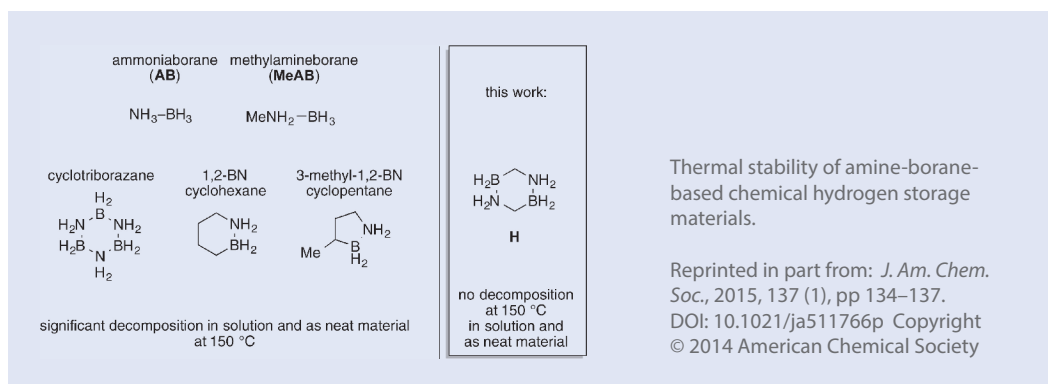 ammoniaborane
(AB)
methylamineborane
(MeAB)
NH3–BH3
MeNH2–BH3
cyclotriborazane
1,2-BN
cyclohexane
3-methyl-1,2-BN
cyclopentane
H2
B
H2N
NH2
H2B
BH2
N
H2
NH2
BH2
NH2
Me
B
H2
significant decomposition in solution and as neat material
at 150 °C
this work:
H2B
NH2
H2N
BH2
H
no decomposition
at 150 °C
in solution and
as neat material
Thermal stability of amine-borane-
based chemical hydrogen storage
materials.
Reprinted in part from: J. Am. Chem.
Soc., 2015, 137 (1), pp 134–137.
DOI: 10.1021/ja511766p Copyright
© 2014 American Chemical Society